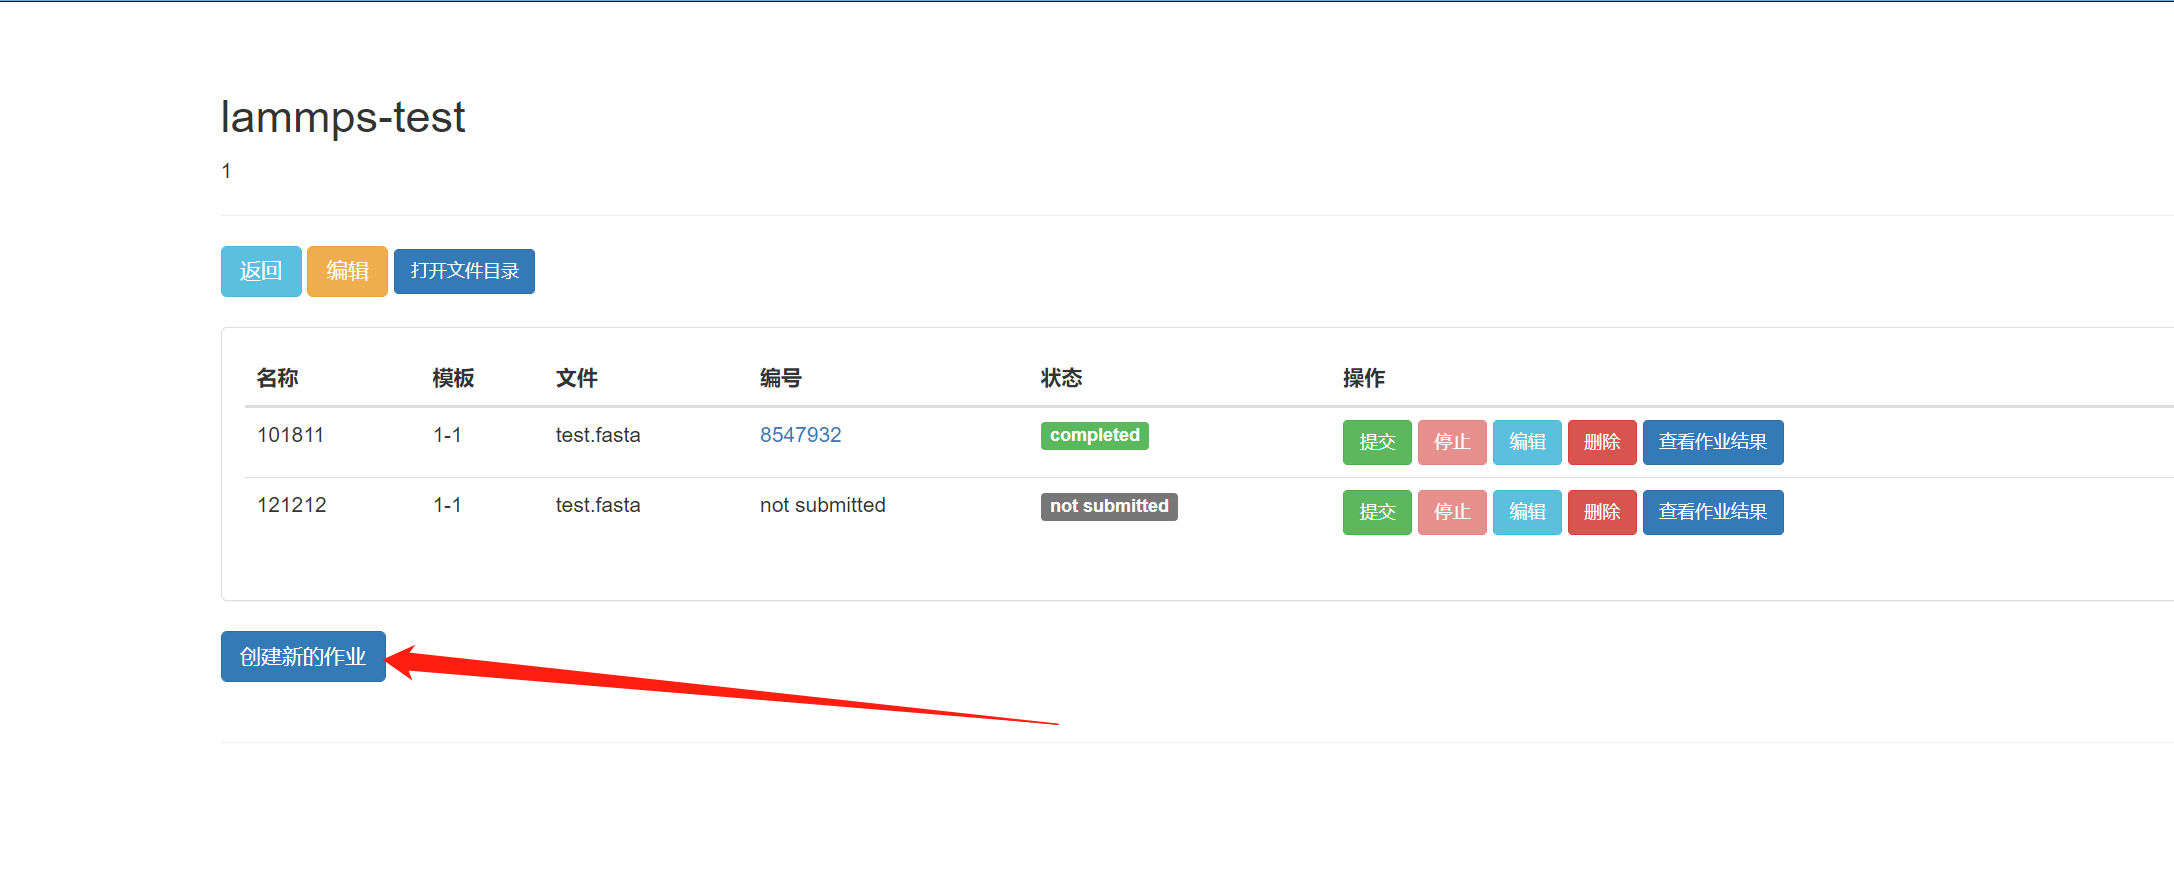 lammps-test
1
返回 编辑 打开文件目录
名称 模板 文件 编号 状态 操作
101811 1-1 test.fasta 8547932 completed 提交 停止 编辑 删除 查看作业结果
121212 1-1 test.fasta not submitted not submitted 提交 停止 编辑 删除 查看作业结果
创建新的作业